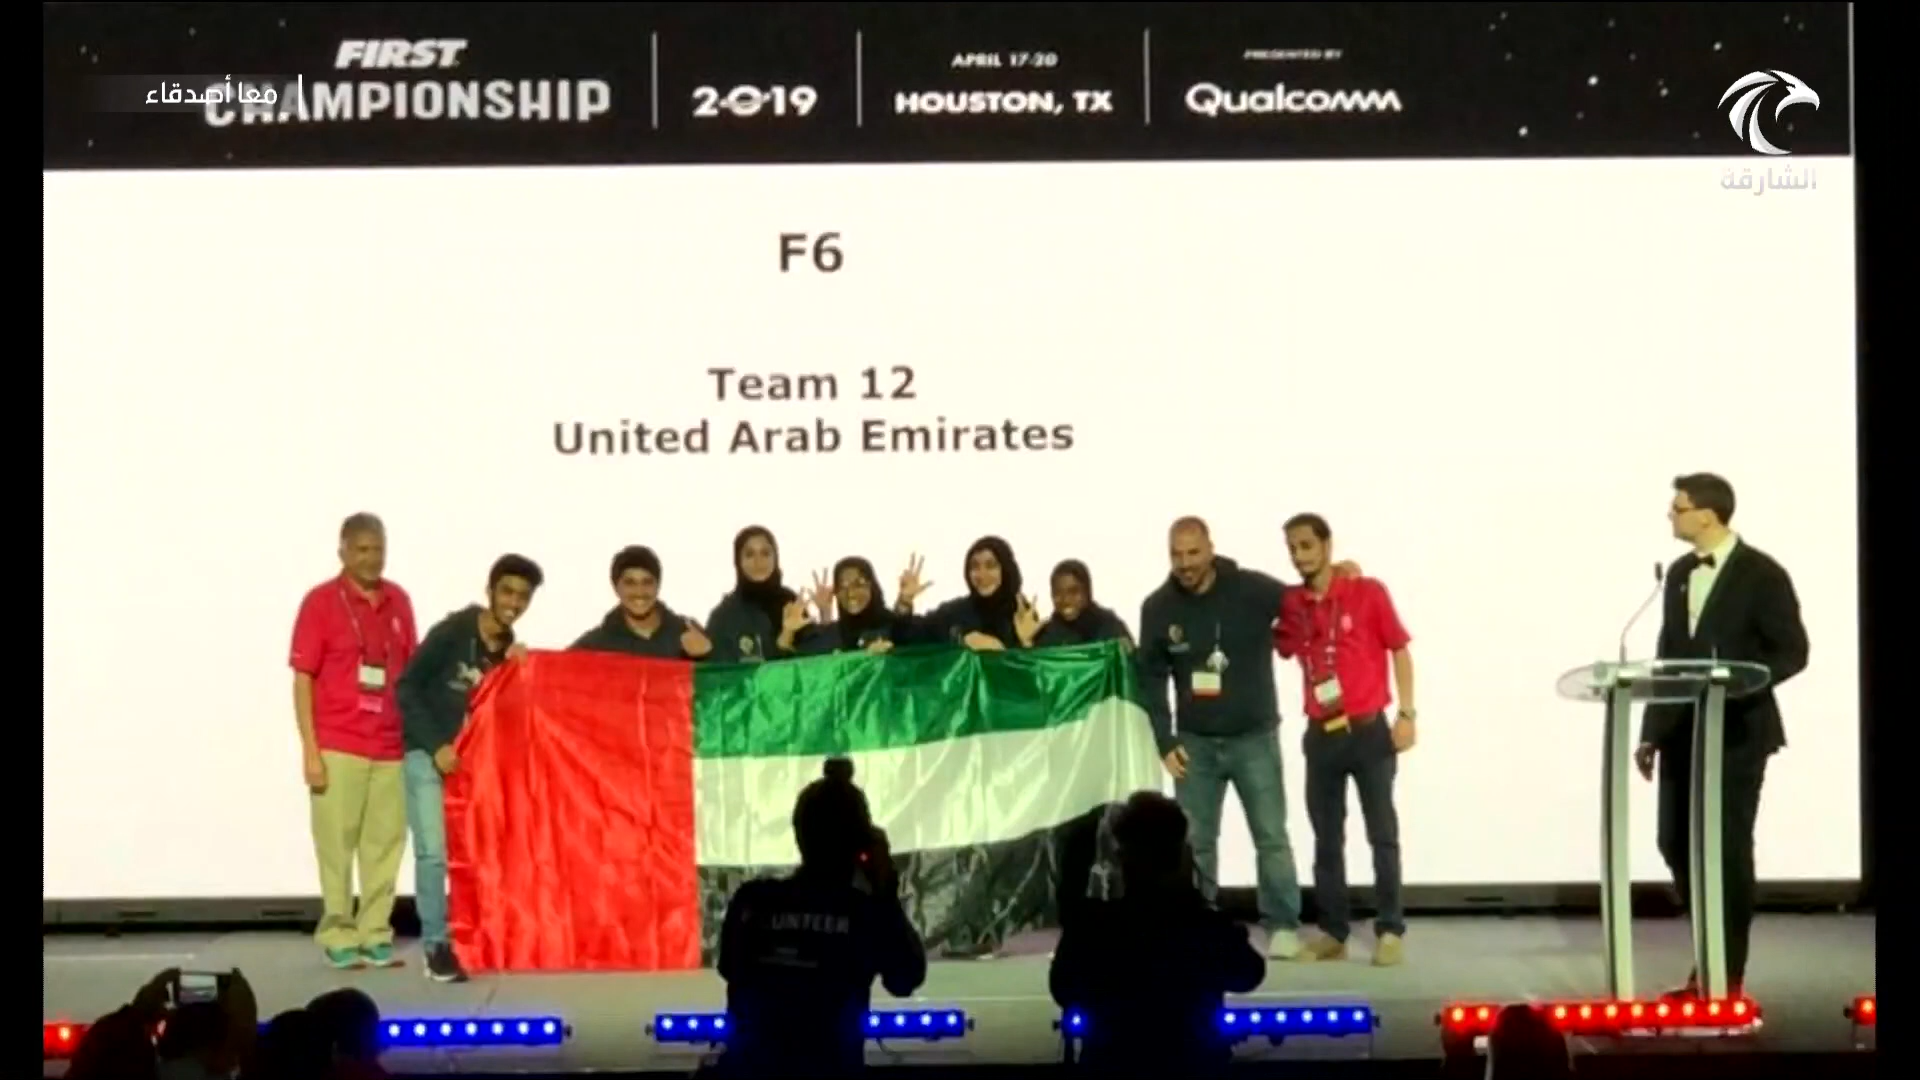 FIRST
CHAMPIONSHIP
معا أصدقاء
2019
APRIL 17-20
HOUSTON, TX
PRESENTED BY
Qualcomm
الشارقة
F6
Team 12
United Arab Emirates